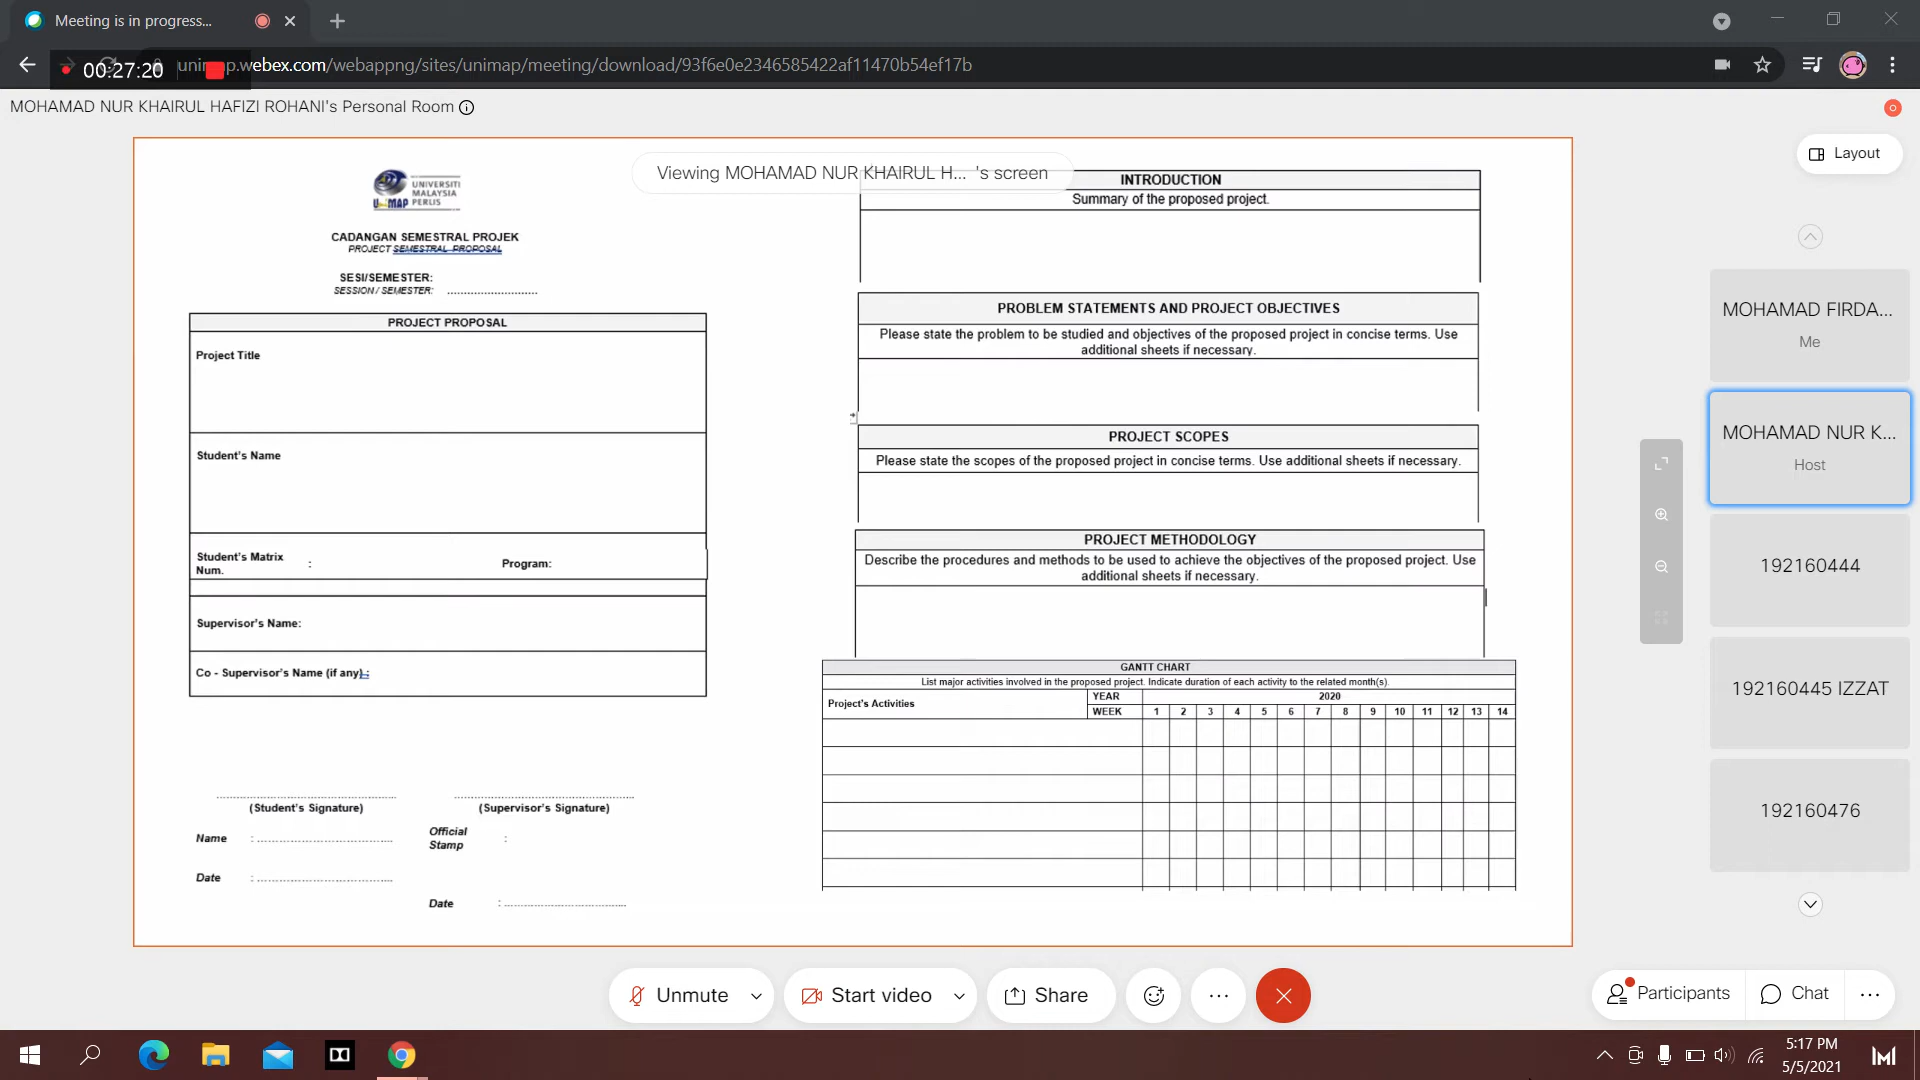 Meeting is in progress...
00:27:20
webex.com/webappng/sites/unimap/meeting/download/93f6e0e2346585422af11470b54ef17b
MOHAMAD NUR KHAIRUL HAFIZI ROHANI's Personal Room
Layout
Viewing MOHAMAD NUR KHAIRUL H... 's screen
UNIVERSITI
MALAYSIA
PERLIS
UniMAP
CADANGAN SEMESTRAL PROJEK
PROJECT SEMESTRAL PROPOSAL
SESI/SEMESTER:
SESSION / SEMESTER: ............................
PROJECT PROPOSAL
Project Title
Student's Name
Student's Matrix
Num. : Program:
Supervisor's Name:
Co - Supervisor's Name (if any) :
(Student's Signature) (Supervisor's Signature)
Name : ..........................................
Official
Stamp :
Date : ..........................................
Date : ......................................
INTRODUCTION
Summary of the proposed project.
PROBLEM STATEMENTS AND PROJECT OBJECTIVES
Please state the problem to be studied and objectives of the proposed project in concise terms. Use
additional sheets if necessary.
PROJECT SCOPES
Please state the scopes of the proposed project in concise terms. Use additional sheets if necessary.
PROJECT METHODOLOGY
Describe the procedures and methods to be used to achieve the objectives of the proposed project. Use
additional sheets if necessary.
GANTT CHART
List major activities involved in the proposed project. Indicate duration of each activity to the related month(s).
Project's Activities YEAR 2020
WEEK 1 2 3 4 5 6 7 8 9 10 11 12 13 14
MOHAMAD FIRDA...
Me
MOHAMAD NUR K...
Host
192160444
192160445 IZZAT
192160476
Unmute
Start video
Share
Participants
Chat
5:17 PM
5/5/2021